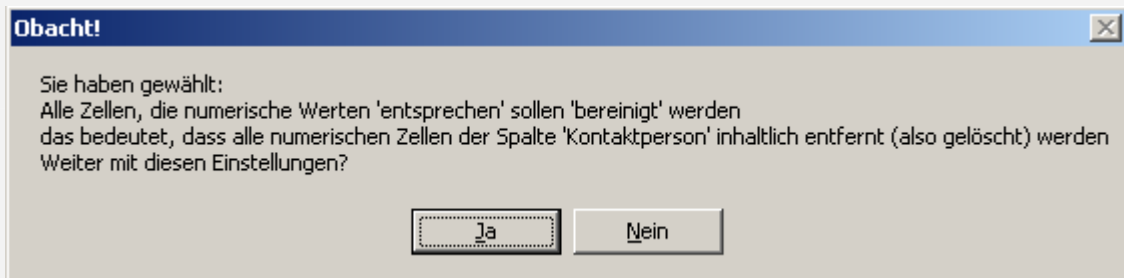 Obacht!
Sie haben gewählt:
Alle Zellen, die numerische Werten 'entsprechen' sollen 'bereinigt' werden
das bedeutet, dass alle numerischen Zellen der Spalte 'Kontaktperson' inhaltlich entfernt (also gelöscht) werden
Weiter mit diesen Einstellungen?
Ja
Nein